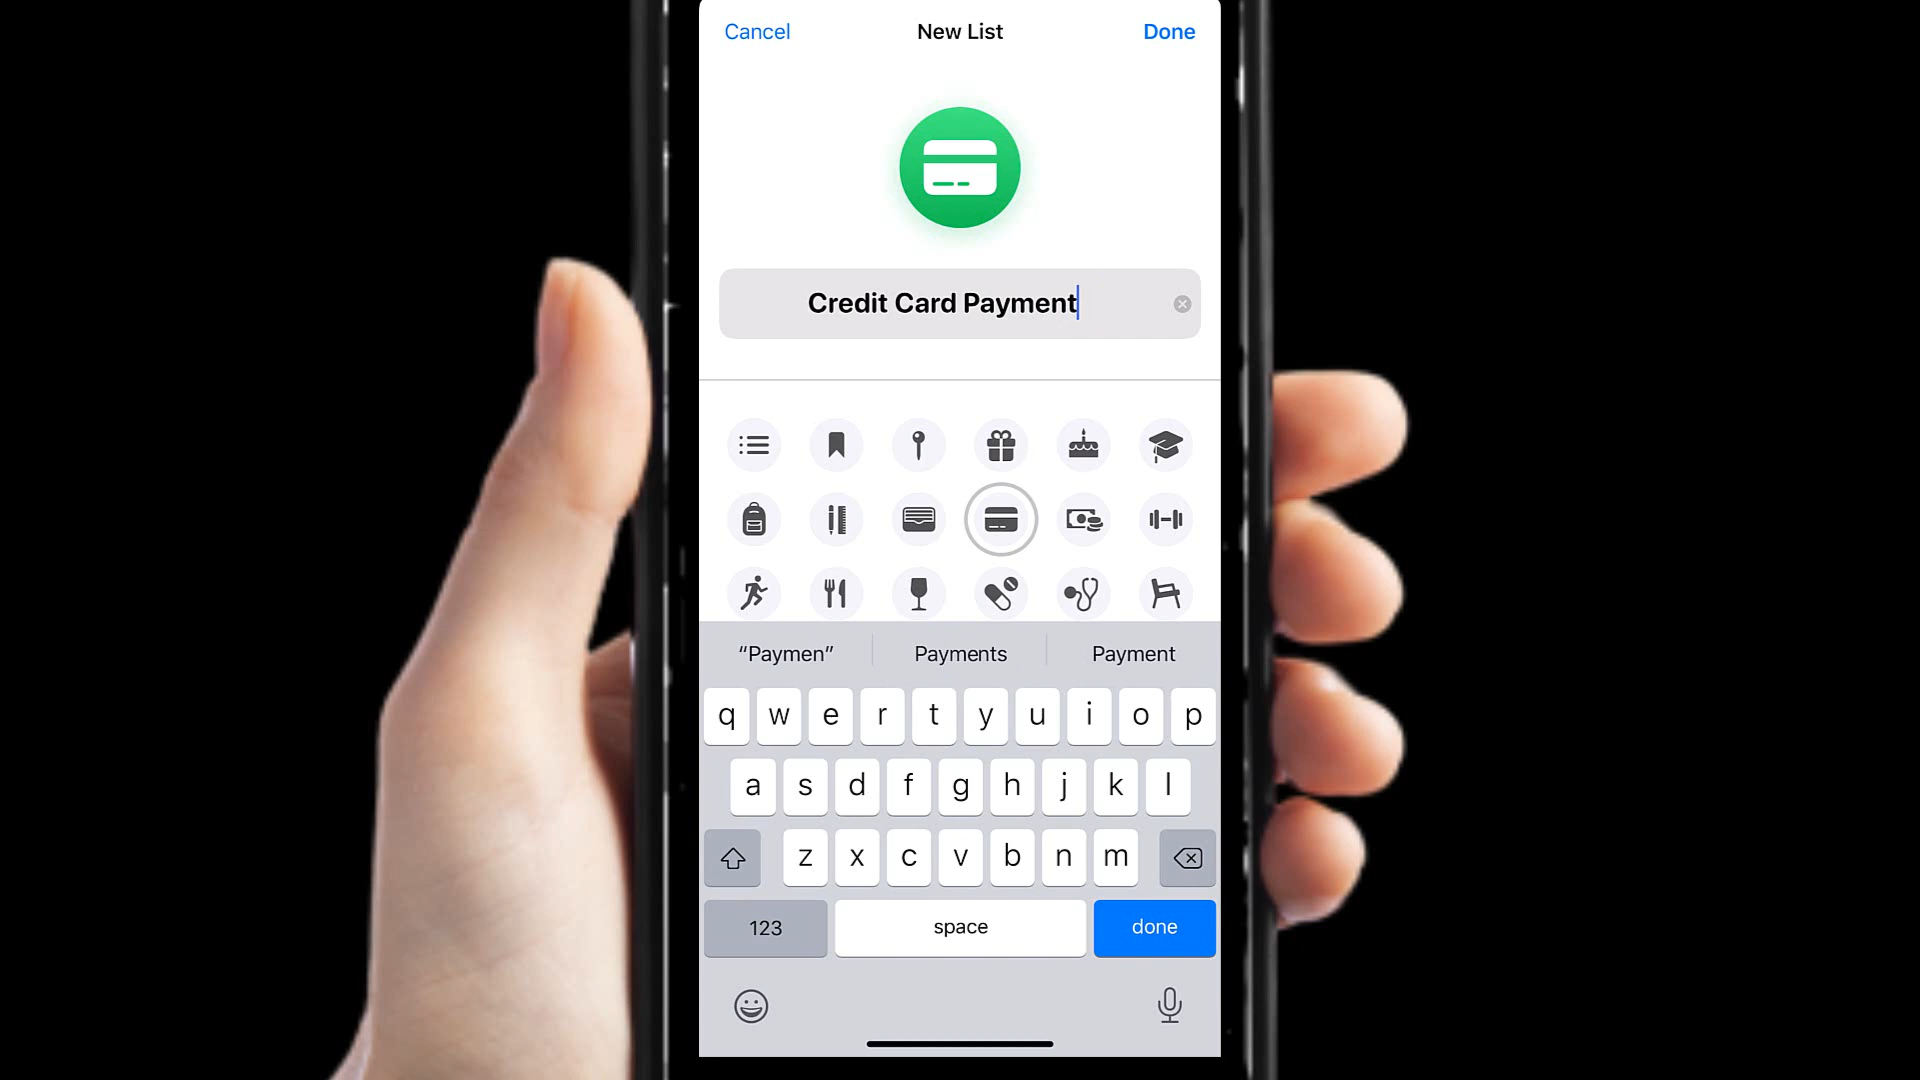 Cancel New List Done
Credit Card Payment
“Paymen” Payments Payment
q w e r t y u i o p
a s d f g h j k l
z x c v b n m
123 space done